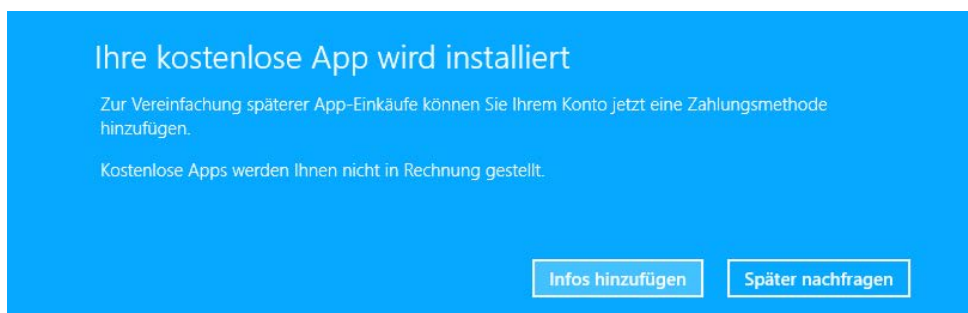 Ihre kostenlose App wird installiert
Zur Vereinfachung späterer App-Einkäufe können Sie Ihrem Konto jetzt eine Zahlungsmethode
hinzufügen.
Kostenlose Apps werden Ihnen nicht in Rechnung gestellt.
Infos hinzufügen
Später nachfragen